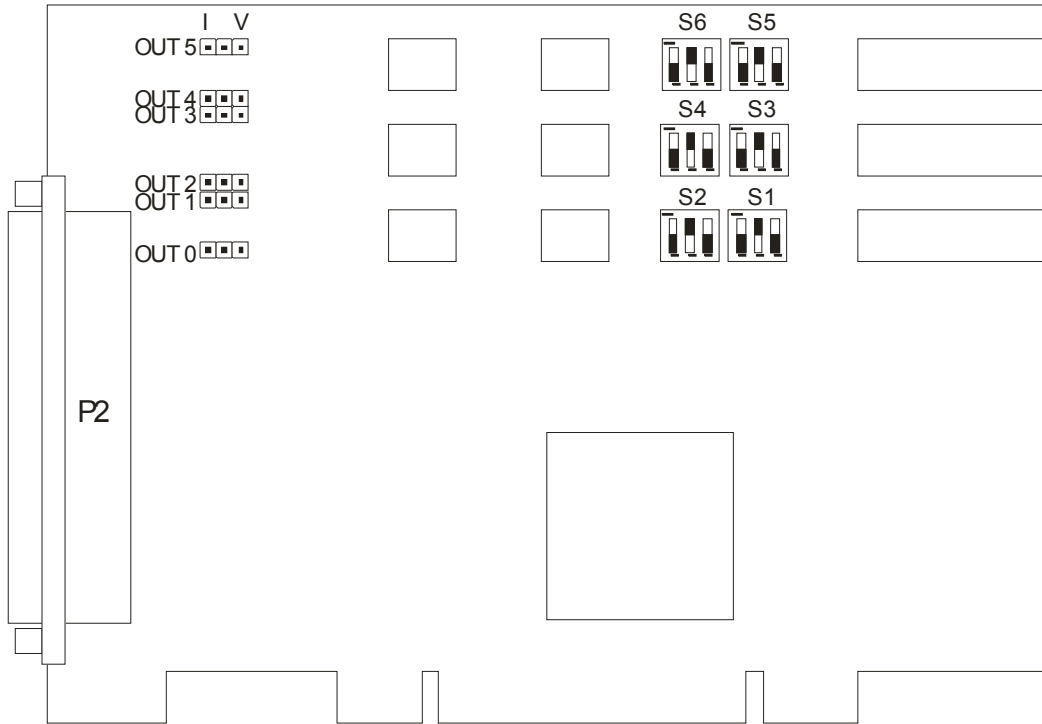 I V
S6 S5
OUT 5
OUT 4
OUT 3
S4 S3
OUT 2
OUT 1
S2 S1
OUT 0
P2